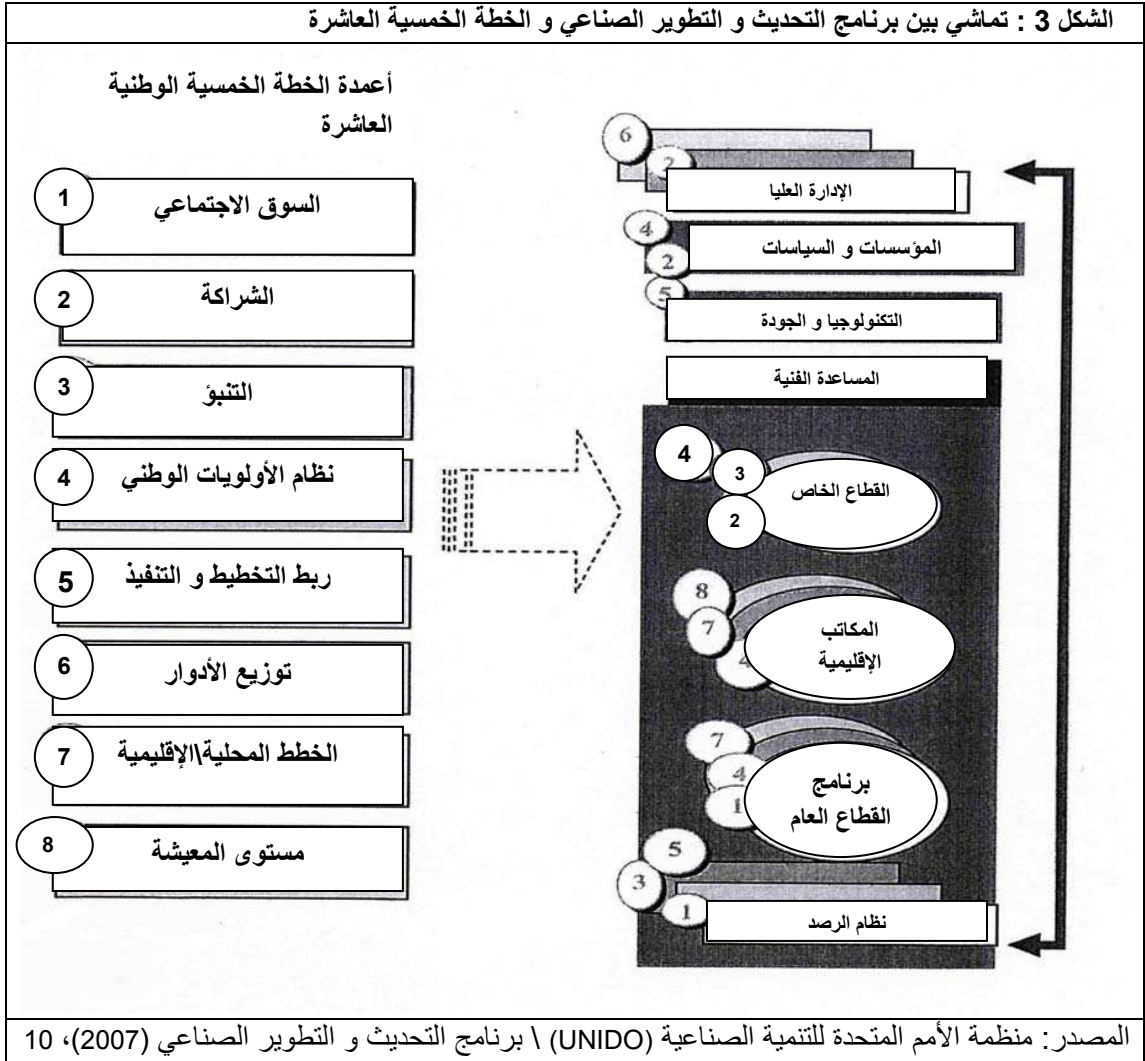 الشكل 3 : تماشي بين برنامج التحديث و التطوير الصناعي و الخطة الخمسية العاشرة
أعمدة الخطة الخمسية الوطنية
العاشرة
1
السوق الاجتماعي
2
الشراكة
3
التنبؤ
4
نظام الأولويات الوطني
5
ربط التخطيط و التنفيذ
6
توزيع الأدوار
7
الخطط المحلية\الإقليمية
8
مستوى المعيشة
6
2
الإدارة العليا
4
2
المؤسسات و السياسات
5
التكنولوجيا و الجودة
المساعدة الفنية
4
3
2
القطاع الخاص
8
7
4
المكاتب
الإقليمية
7
4
1
برنامج
القطاع العام
5
3
1
نظام الرصد
المصدر: منظمة الأمم المتحدة للتنمية الصناعية (UNIDO) \ برنامج التحديث و التطوير الصناعي (2007)، 10